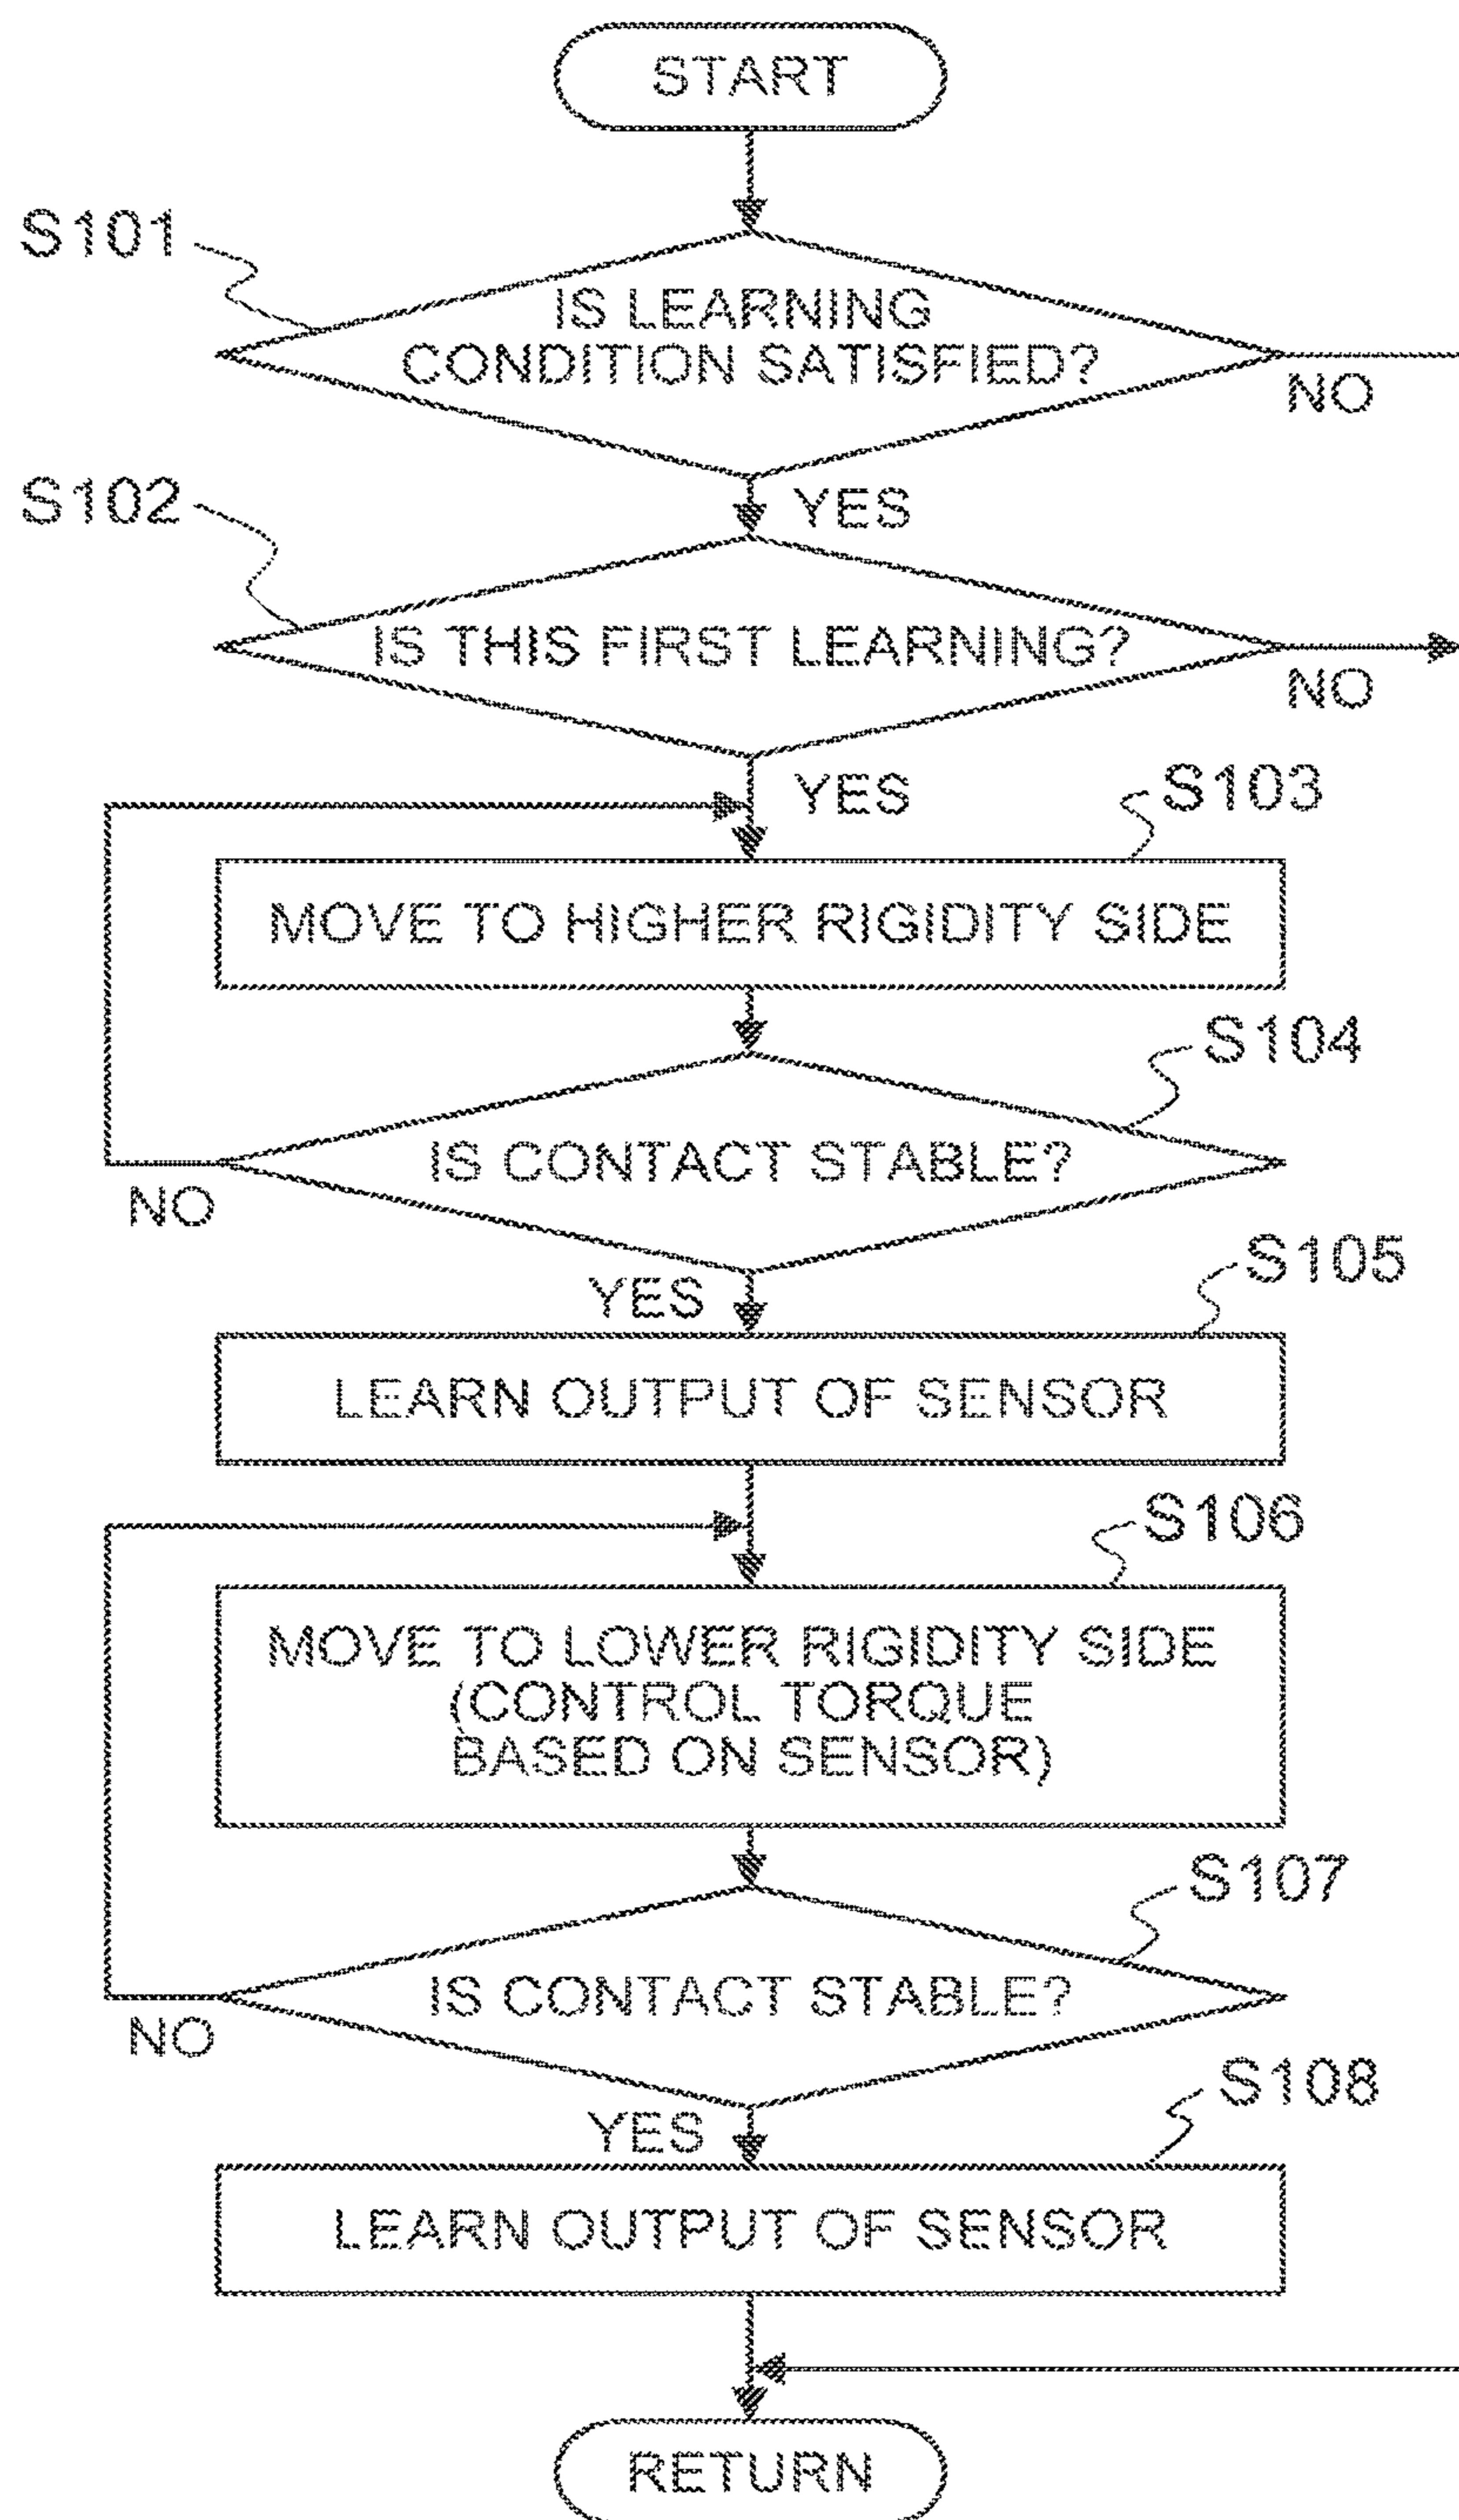 START
S101
IS LEARNING
CONDITION SATISFIED?
NO
S102
YES
IS THIS FIRST LEARNING?
NO
YES
S103
MOVE TO HIGHER RIGIDITY SIDE
S104
IS CONTACT STABLE?
NO
S105
YES
LEARN OUTPUT OF SENSOR
S106
MOVE TO LOWER RIGIDITY SIDE
(CONTROL TORQUE
BASED ON SENSOR)
S107
IS CONTACT STABLE?
NO
S108
YES
LEARN OUTPUT OF SENSOR
RETURN